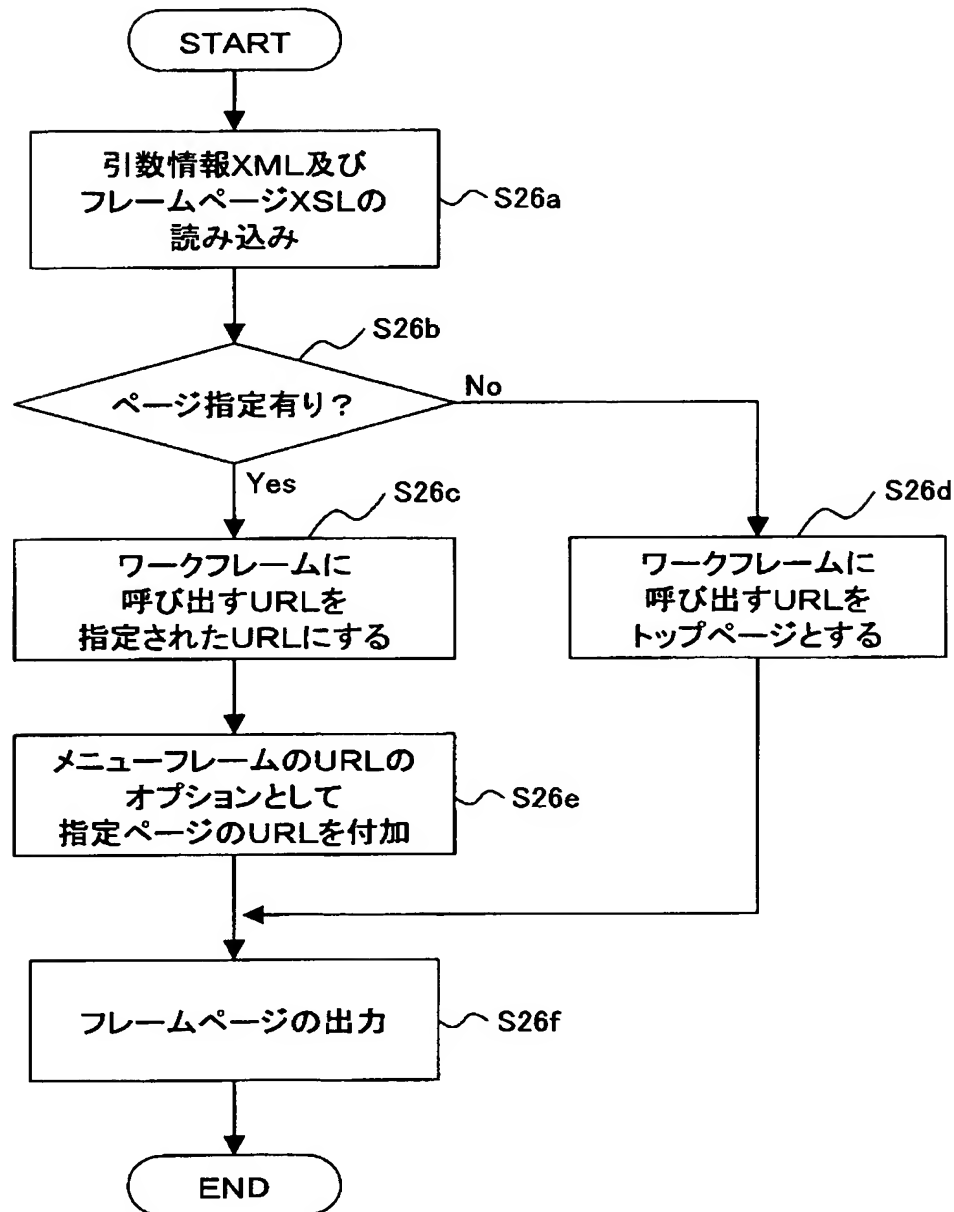 START
引数情報XML及び
フレームページXSLの
読み込み
S26a
S26b
ページ指定有り?
No
Yes
S26c
S26d
ワークフレームに
呼び出すURLを
指定されたURLにする
ワークフレームに
呼び出すURLを
トップページとする
メニューフレームのURLの
オプションとして
指定ページのURLを付加
S26e
フレームページの出力
S26f
END